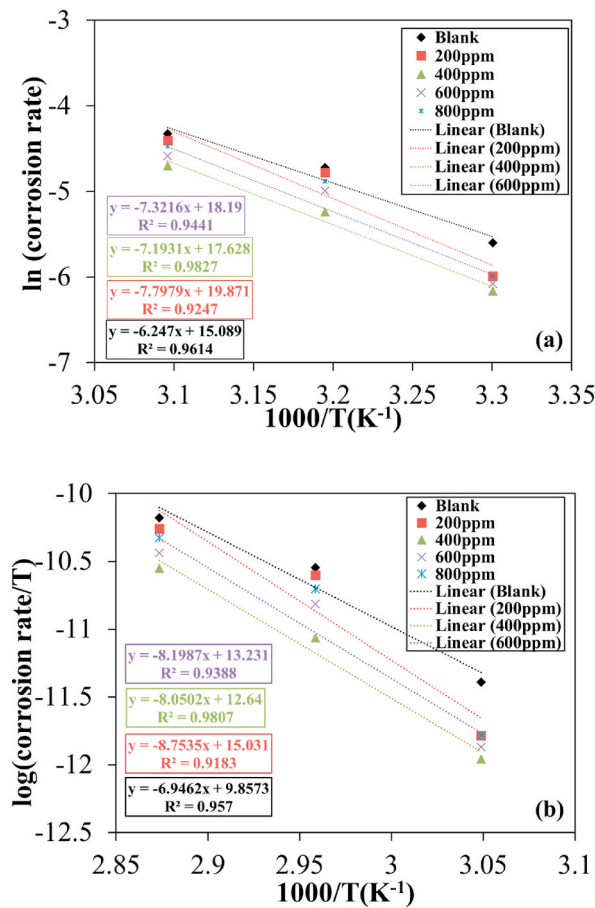 -3
-4
-5
-6
-7
ln (corrosion rate)
Blank
200ppm
400ppm
600ppm
800ppm
Linear (Blank)
Linear (200ppm)
Linear (400ppm)
Linear (600ppm)
y = -7.3216x + 18.19
R² = 0.9441
y = -7.1931x + 17.628
R² = 0.9827
y = -7.7979x + 19.871
R² = 0.9247
y = -6.247x + 15.089
R² = 0.9614
(a)
3.05 3.1 3.15 3.2 3.25 3.3 3.35
1000/T(K⁻¹)
-10
-10.5
-11
-11.5
-12
-12.5
log(corrosion rate/T)
Blank
200ppm
400ppm
600ppm
800ppm
Linear (Blank)
Linear (200ppm)
Linear (400ppm)
Linear (600ppm)
y = -8.1987x + 13.231
R² = 0.9388
y = -8.0502x + 12.64
R² = 0.9807
y = -8.7535x + 15.031
R² = 0.9183
y = -6.9462x + 9.8573
R² = 0.957
(b)
2.85 2.9 2.95 3 3.05 3.1
1000/T(K⁻¹)